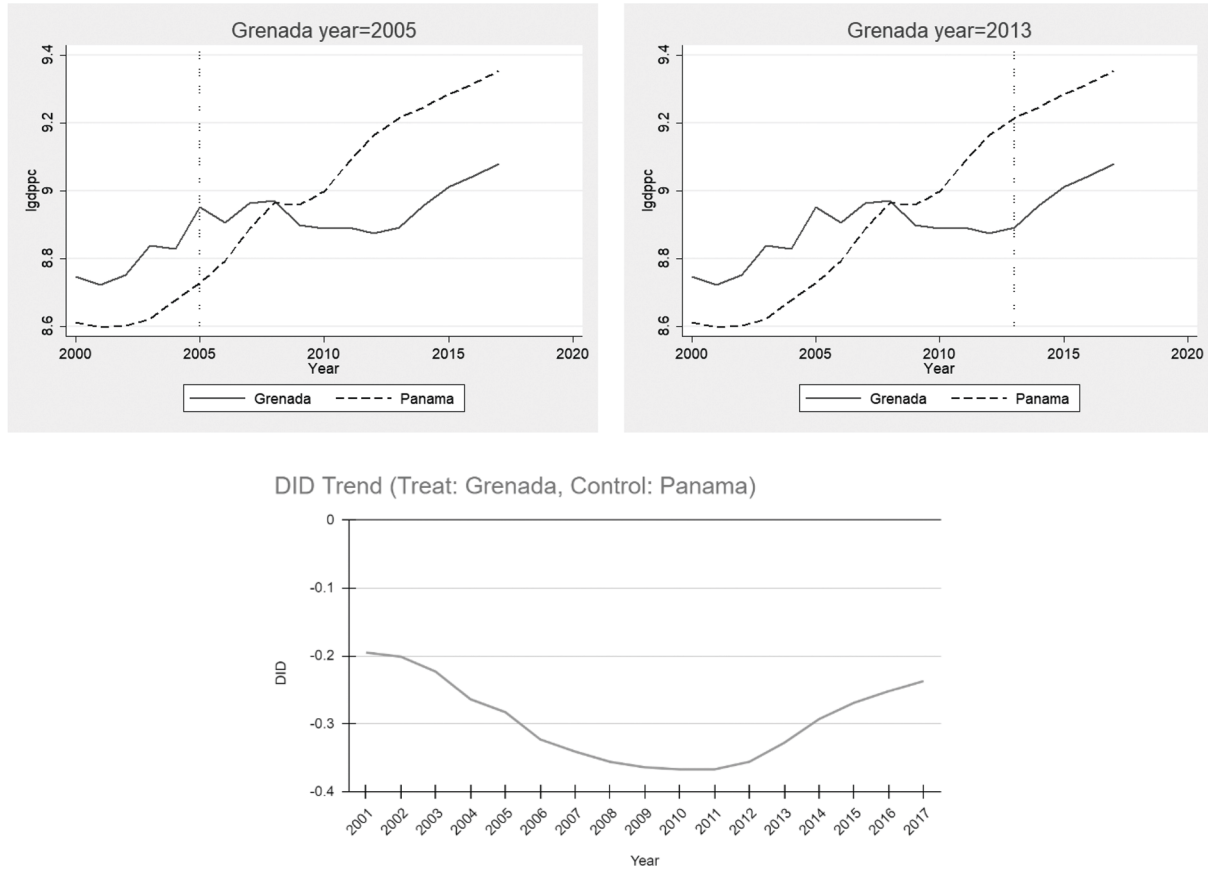 Grenada year=2005
9.4
9.2
9
8.8
8.6
lgdppc
2000 2005 2010 2015 2020
Year
Grenada Panama
Grenada year=2013
9.4
9.2
9
8.8
8.6
lgdppc
2000 2005 2010 2015 2020
Year
Grenada Panama
DID Trend (Treat: Grenada, Control: Panama)
0
-0.1
-0.2
-0.3
-0.4
DID
2001 2002 2003 2004 2005 2006 2007 2008 2009 2010 2011 2012 2013 2014 2015 2016 2017
Year